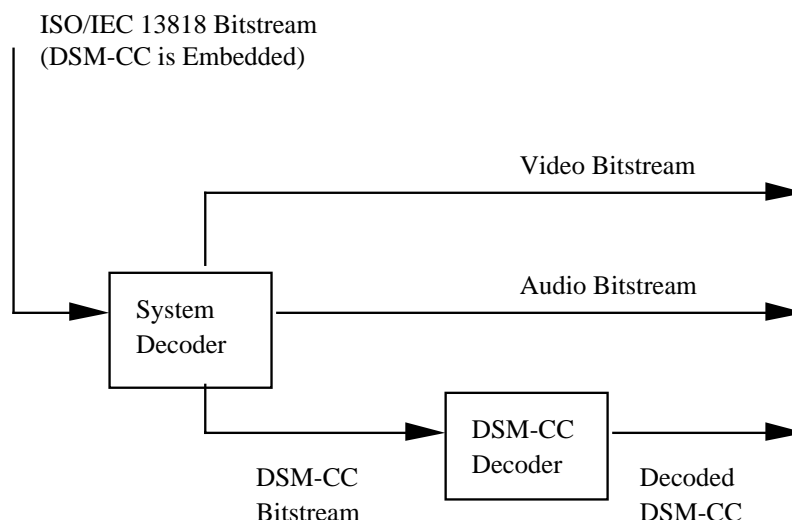 ISO/IEC 13818 Bitstream
(DSM-CC is Embedded)
Video Bitstream
Audio Bitstream
System
Decoder
DSM-CC
Decoder
DSM-CC
Bitstream
Decoded
DSM-CC